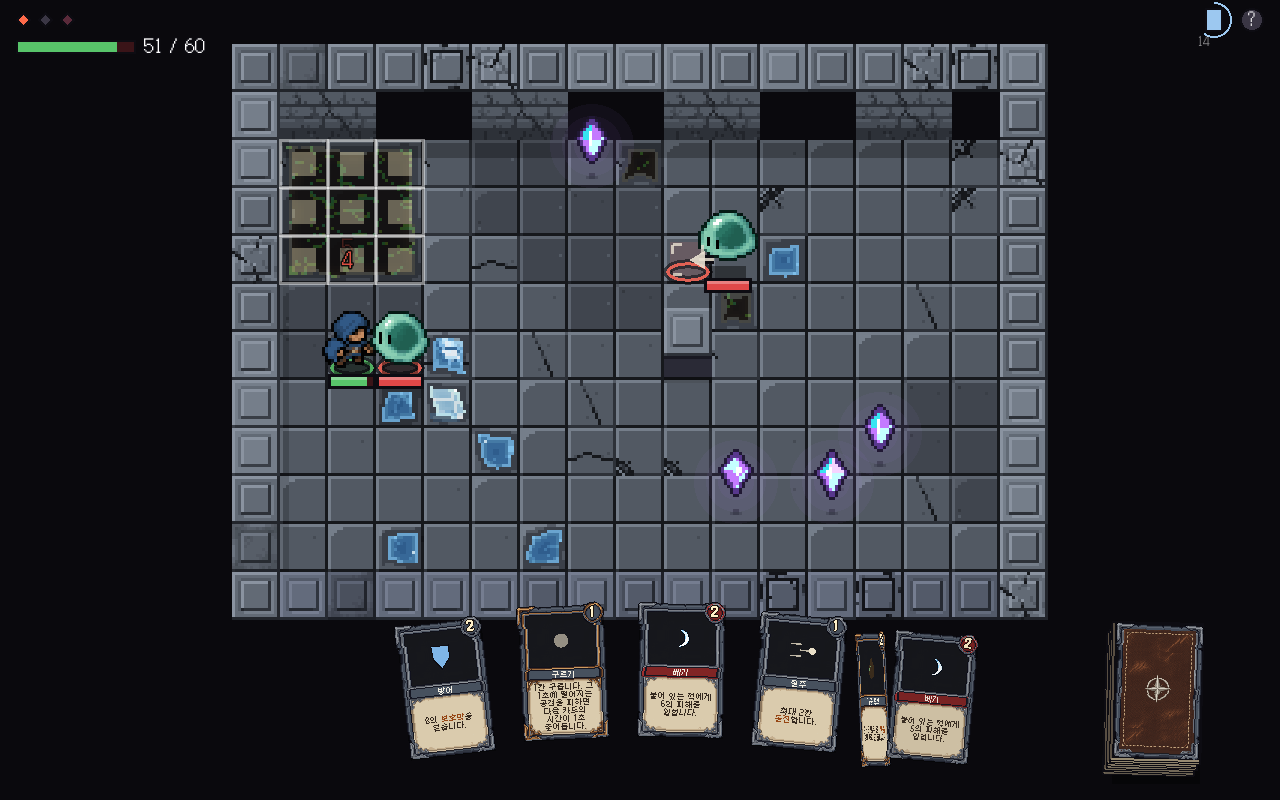 51 / 60
14
?
4
2
방어
8의 보호막을
얻습니다.
1
구르기
1칸 구릅니다. 그
1초에 떨어지는
공격을 피하면
다음 카드의
시간이 1초
줄어듭니다.
2
베기
붙어 있는 적에게
6의 피해를
입힙니다.
1
질주
최대 2칸
돌진합니다.
2
베기
붙어 있는 적에게
6의 피해를
입힙니다.